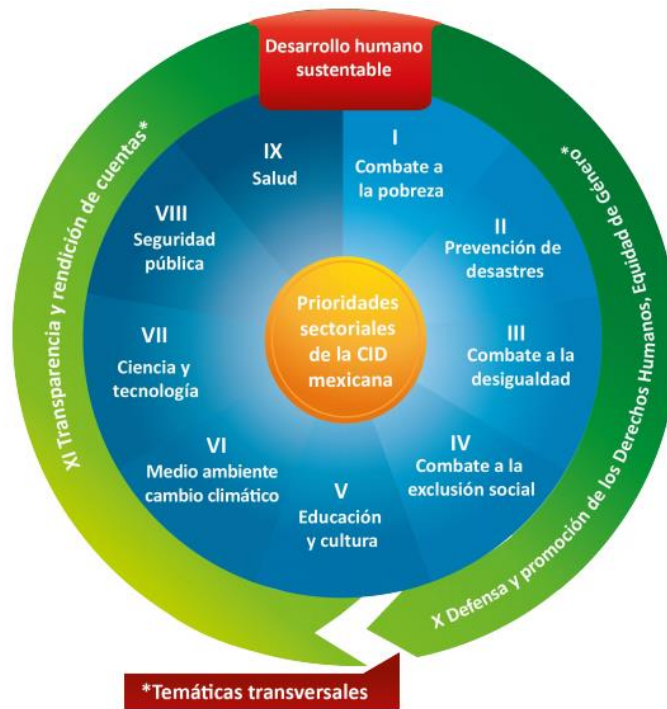 Desarrollo humano
sustentable
I
Combate a
la pobreza
II
Prevención de
desastres
III
Combate a la
desigualdad
IV
Combate a la
exclusión social
V
Educación
y cultura
VI
Medio ambiente
cambio climático
VII
Ciencia y
tecnología
VIII
Seguridad
pública
IX
Salud
Prioridades
sectoriales
de la CID
mexicana
X Defensa y promoción de los Derechos Humanos, Equidad de Género*
XI Transparencia y rendición de cuentas*
*Temáticas transversales